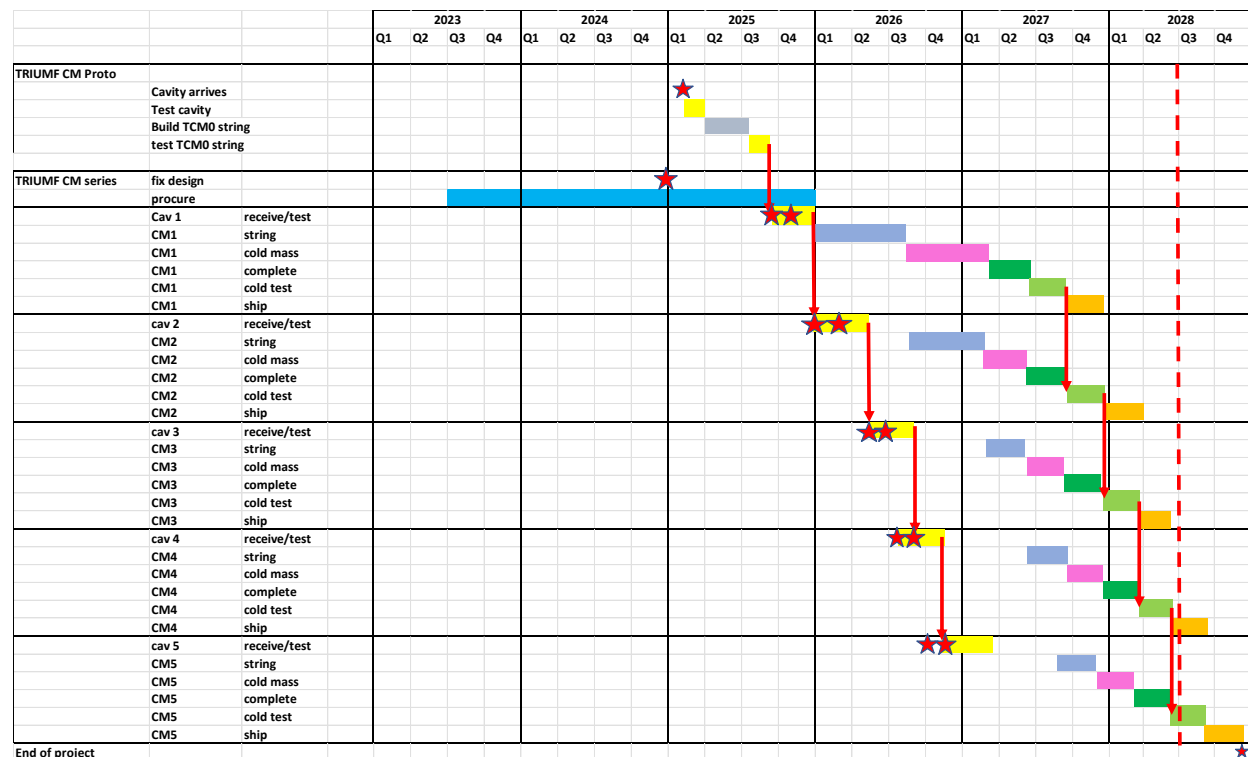 2023 2024 2025 2026 2027 2028
Q1 Q2 Q3 Q4 Q1 Q2 Q3 Q4 Q1 Q2 Q3 Q4 Q1 Q2 Q3 Q4 Q1 Q2 Q3 Q4 Q1 Q2 Q3 Q4
TRIUMF CM Proto
Cavity arrives
Test cavity
Build TCM0 string
test TCM0 string
TRIUMF CM series fix design
procure
Cav 1 receive/test
CM1 string
CM1 cold mass
CM1 complete
CM1 cold test
CM1 ship
cav 2 receive/test
CM2 string
CM2 cold mass
CM2 complete
CM2 cold test
CM2 ship
cav 3 receive/test
CM3 string
CM3 cold mass
CM3 complete
CM3 cold test
CM3 ship
cav 4 receive/test
CM4 string
CM4 cold mass
CM4 complete
CM4 cold test
CM4 ship
cav 5 receive/test
CM5 string
CM5 cold mass
CM5 complete
CM5 cold test
CM5 ship
End of project